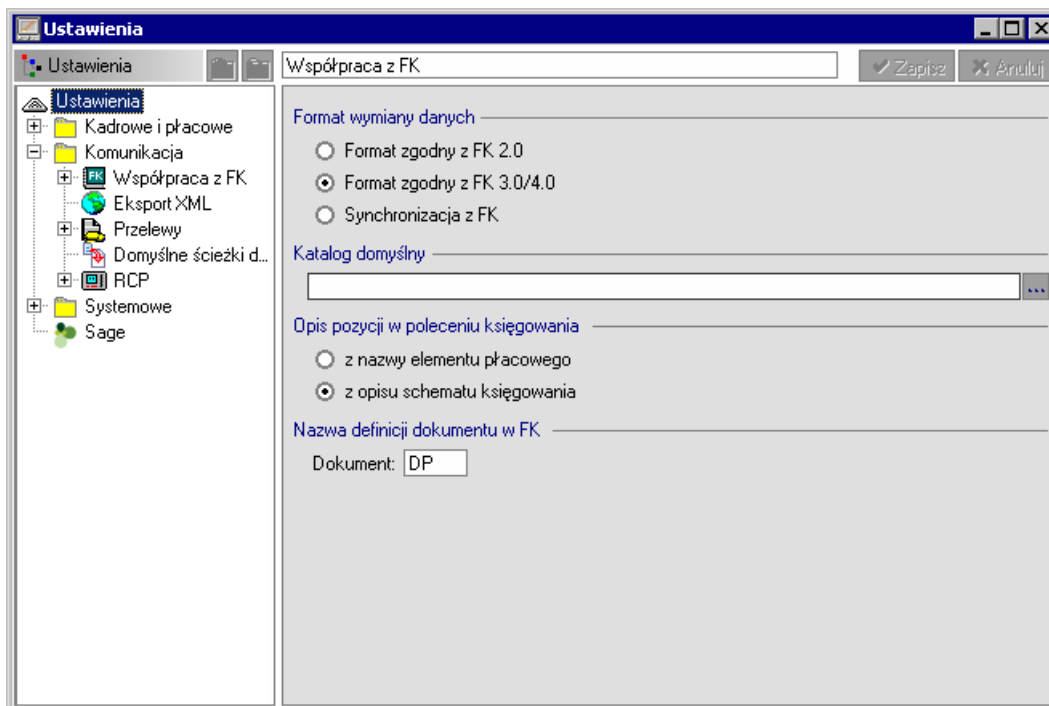 Ustawienia
Ustawienia
Współpraca z FK
Zapisz
Anuluj
Ustawienia
Kadrowe i płacowe
Komunikacja
FK
Współpraca z FK
Eksport XML
Przelewy
Domyślne ścieżki d...
RCP
Systemowe
Sage
Format wymiany danych
Format zgodny z FK 2.0
Format zgodny z FK 3.0/4.0
Synchronizacja z FK
Katalog domyślny
...
Opis pozycji w poleceniu księgowania
z nazwy elementu płacowego
z opisu schematu księgowania
Nazwa definicji dokumentu w FK
Dokument: DP